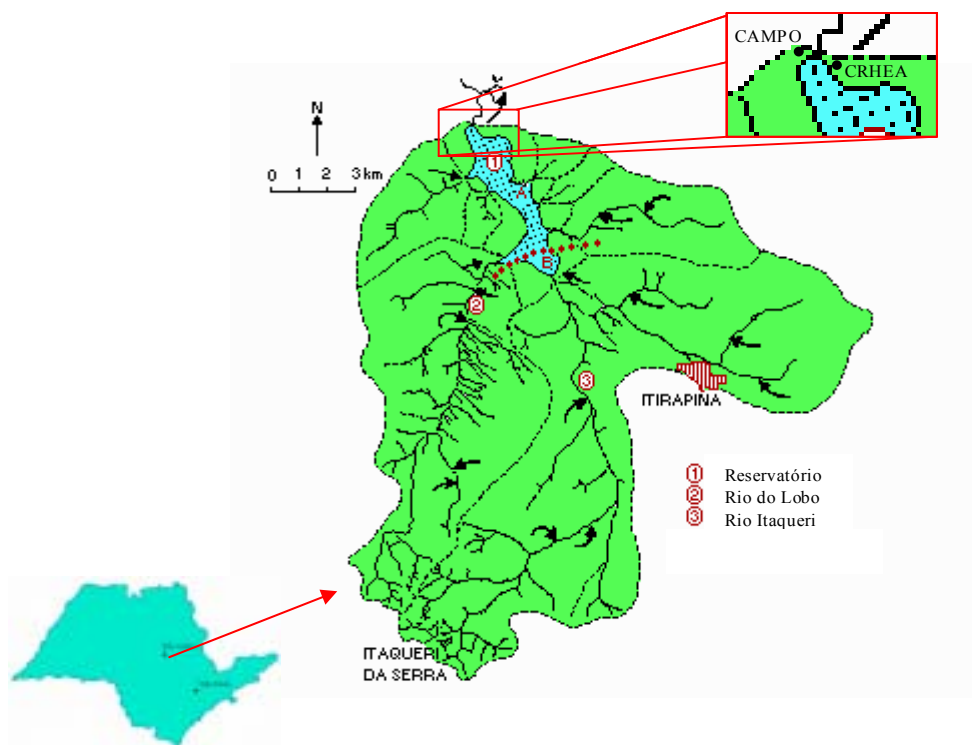 CAMPO
CRHEA
N
0 1 2 3 km
1
A
B
2
3
ITIRAPINA
1 Reservatório
2 Rio do Lobo
3 Rio Itaqueri
ITAQUERI
DA SERRA